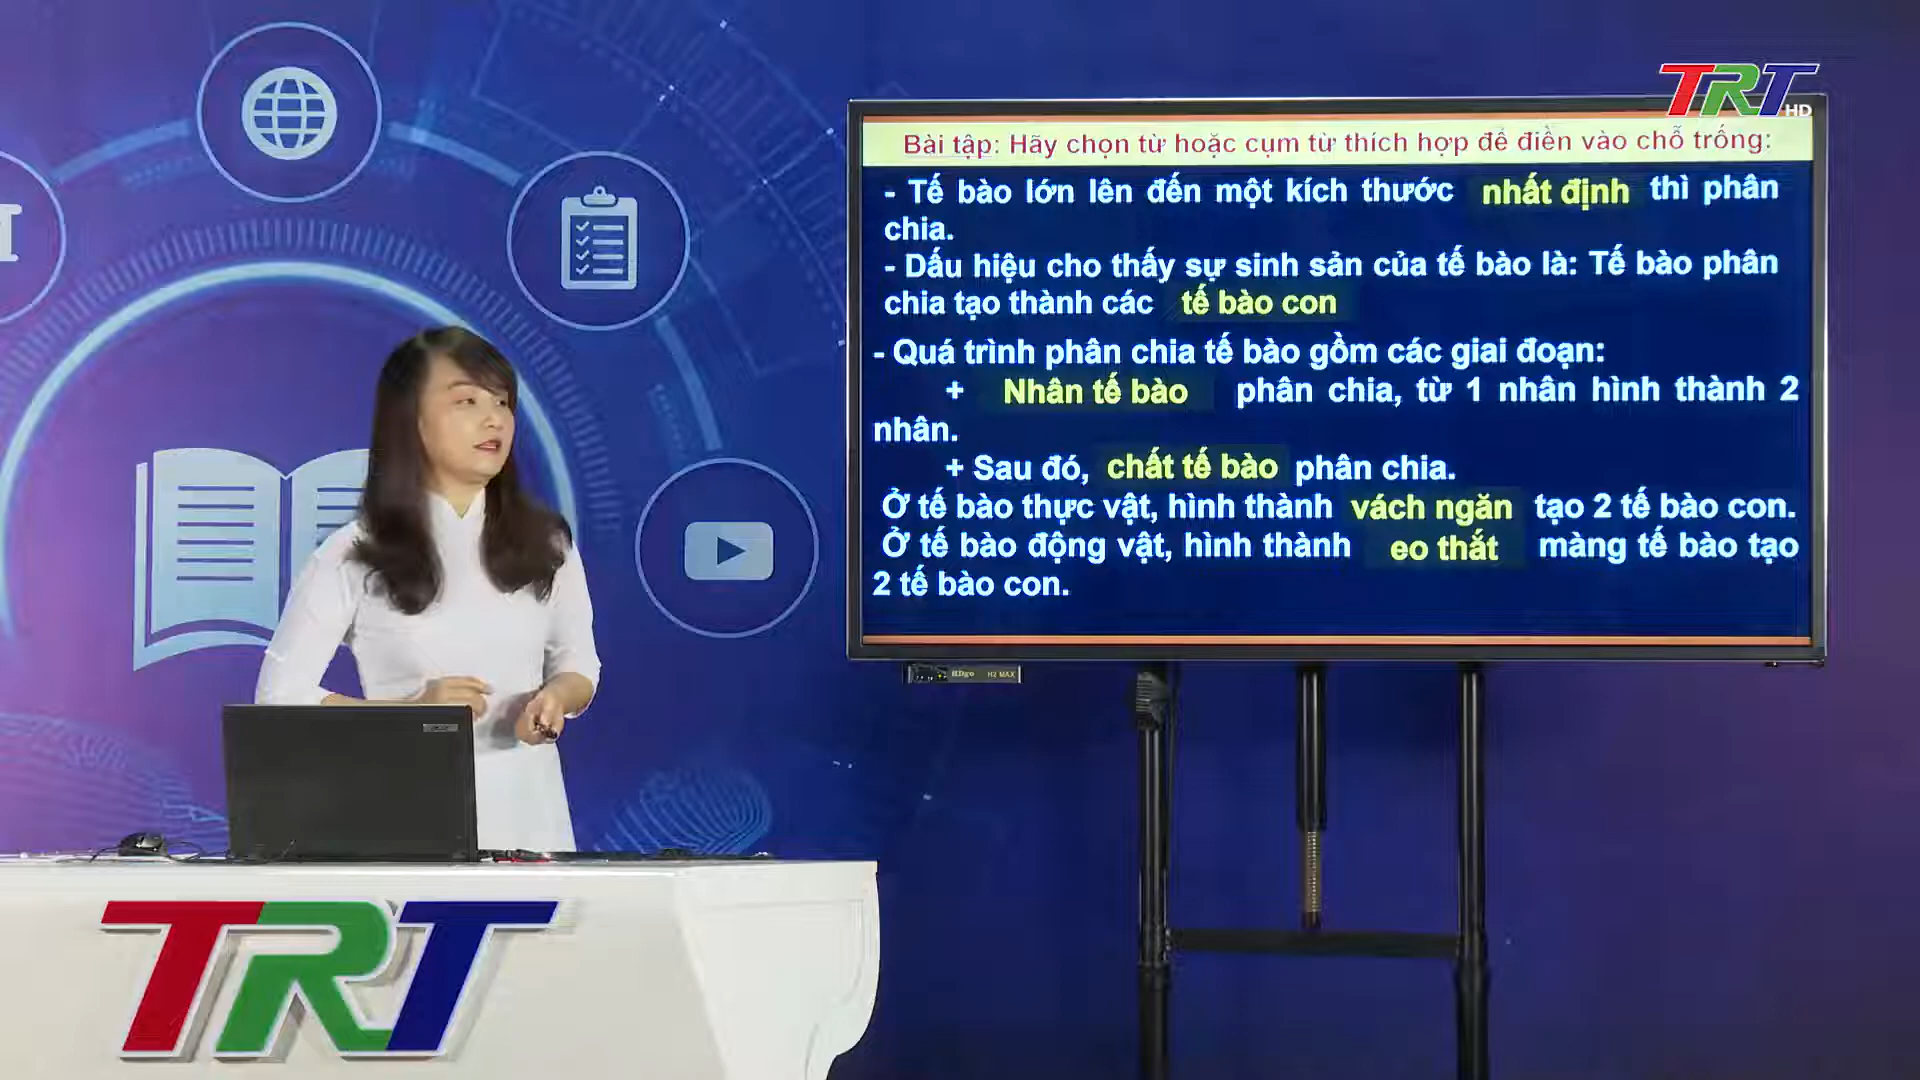 TRT HD
Bài tập: Hãy chọn từ hoặc cụm từ thích hợp để điền vào chỗ trống:
- Tế bào lớn lên đến một kích thước nhất định thì phân
chia.
- Dấu hiệu cho thấy sự sinh sản của tế bào là: Tế bào phân
chia tạo thành các tế bào con
- Quá trình phân chia tế bào gồm các giai đoạn:
+ Nhân tế bào phân chia, từ 1 nhân hình thành 2
nhân.
+ Sau đó, chất tế bào phân chia.
Ở tế bào thực vật, hình thành vách ngăn tạo 2 tế bào con.
Ở tế bào động vật, hình thành eo thắt màng tế bào tạo
2 tế bào con.
HDgo H2 MAX
TRT